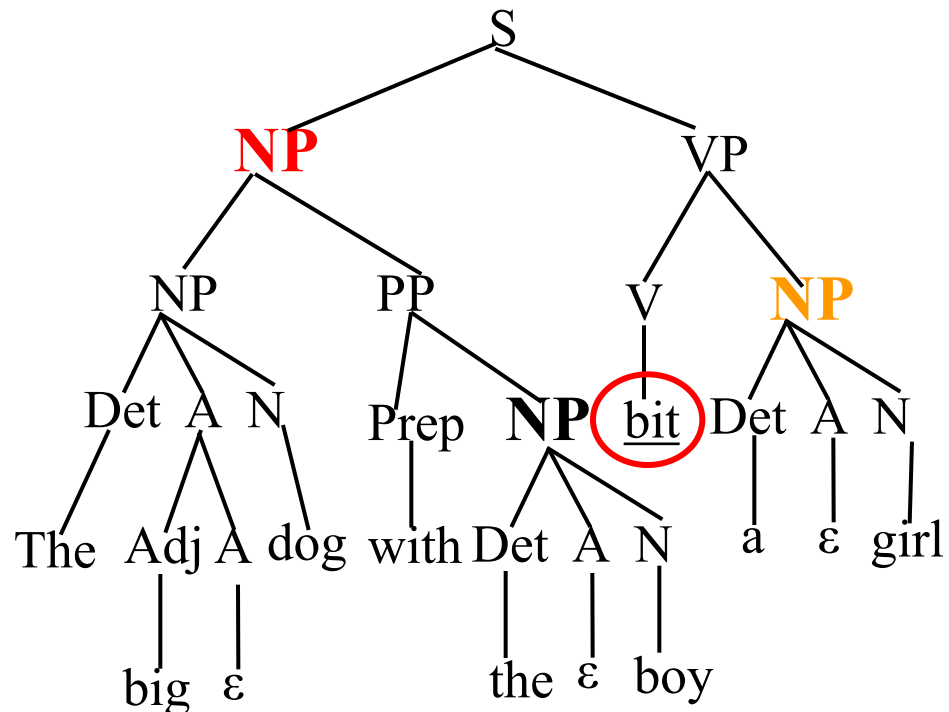 S
NP VP
NP PP V NP
Det A N Prep NP bit Det A N
The Adj A dog with Det A N a ε girl
big ε the ε boy